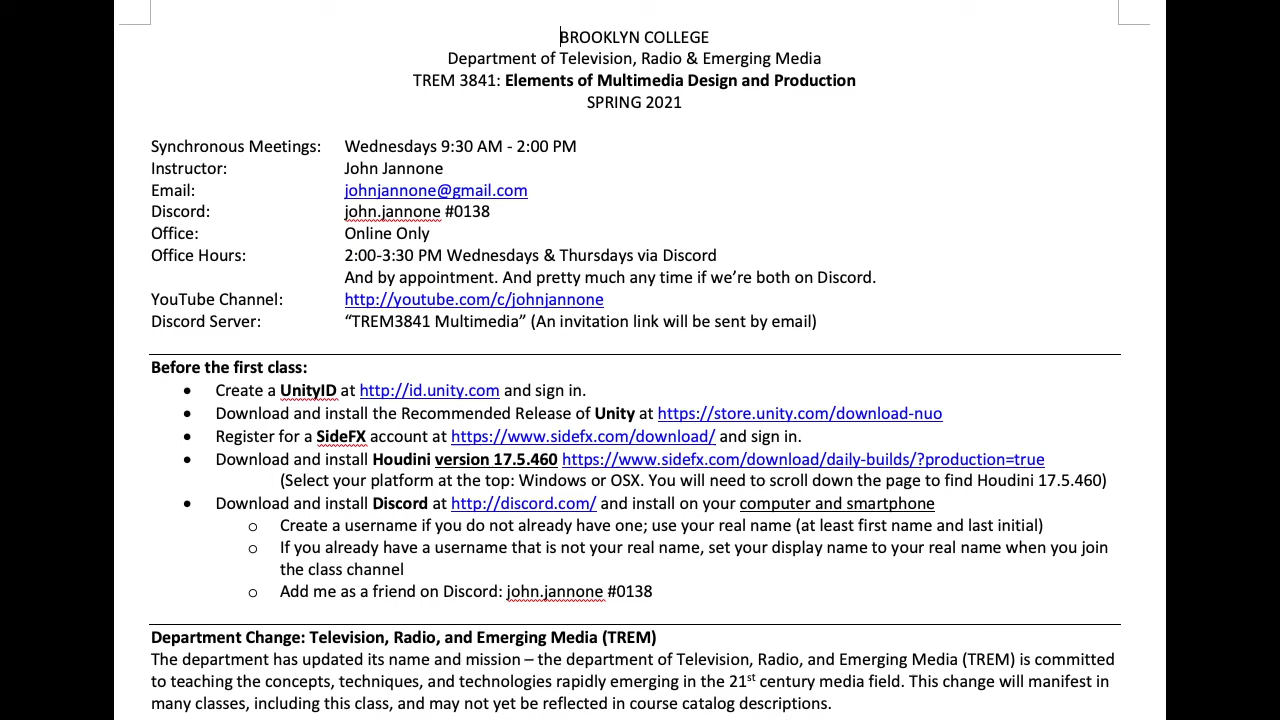 BROOKLYN COLLEGE
Department of Television, Radio & Emerging Media
TREM 3841: Elements of Multimedia Design and Production
SPRING 2021
Synchronous Meetings: Wednesdays 9:30 AM - 2:00 PM
Instructor: John Jannone
Email: johnjannone@gmail.com
Discord: john.jannone #0138
Office: Online Only
Office Hours: 2:00-3:30 PM Wednesdays & Thursdays via Discord
And by appointment. And pretty much any time if we’re both on Discord.
YouTube Channel: http://youtube.com/c/johnjannone
Discord Server: “TREM3841 Multimedia” (An invitation link will be sent by email)
Before the first class:
• Create a UnityID at http://id.unity.com and sign in.
• Download and install the Recommended Release of Unity at https://store.unity.com/download-nuo
• Register for a SideFX account at https://www.sidefx.com/download/ and sign in.
• Download and install Houdini version 17.5.460 https://www.sidefx.com/download/daily-builds/?production=true
(Select your platform at the top: Windows or OSX. You will need to scroll down the page to find Houdini 17.5.460)
• Download and install Discord at http://discord.com/ and install on your computer and smartphone
o Create a username if you do not already have one; use your real name (at least first name and last initial)
o If you already have a username that is not your real name, set your display name to your real name when you join
the class channel
o Add me as a friend on Discord: john.jannone #0138
Department Change: Television, Radio, and Emerging Media (TREM)
The department has updated its name and mission – the department of Television, Radio, and Emerging Media (TREM) is committed
to teaching the concepts, techniques, and technologies rapidly emerging in the 21st century media field. This change will manifest in
many classes, including this class, and may not yet be reflected in course catalog descriptions.